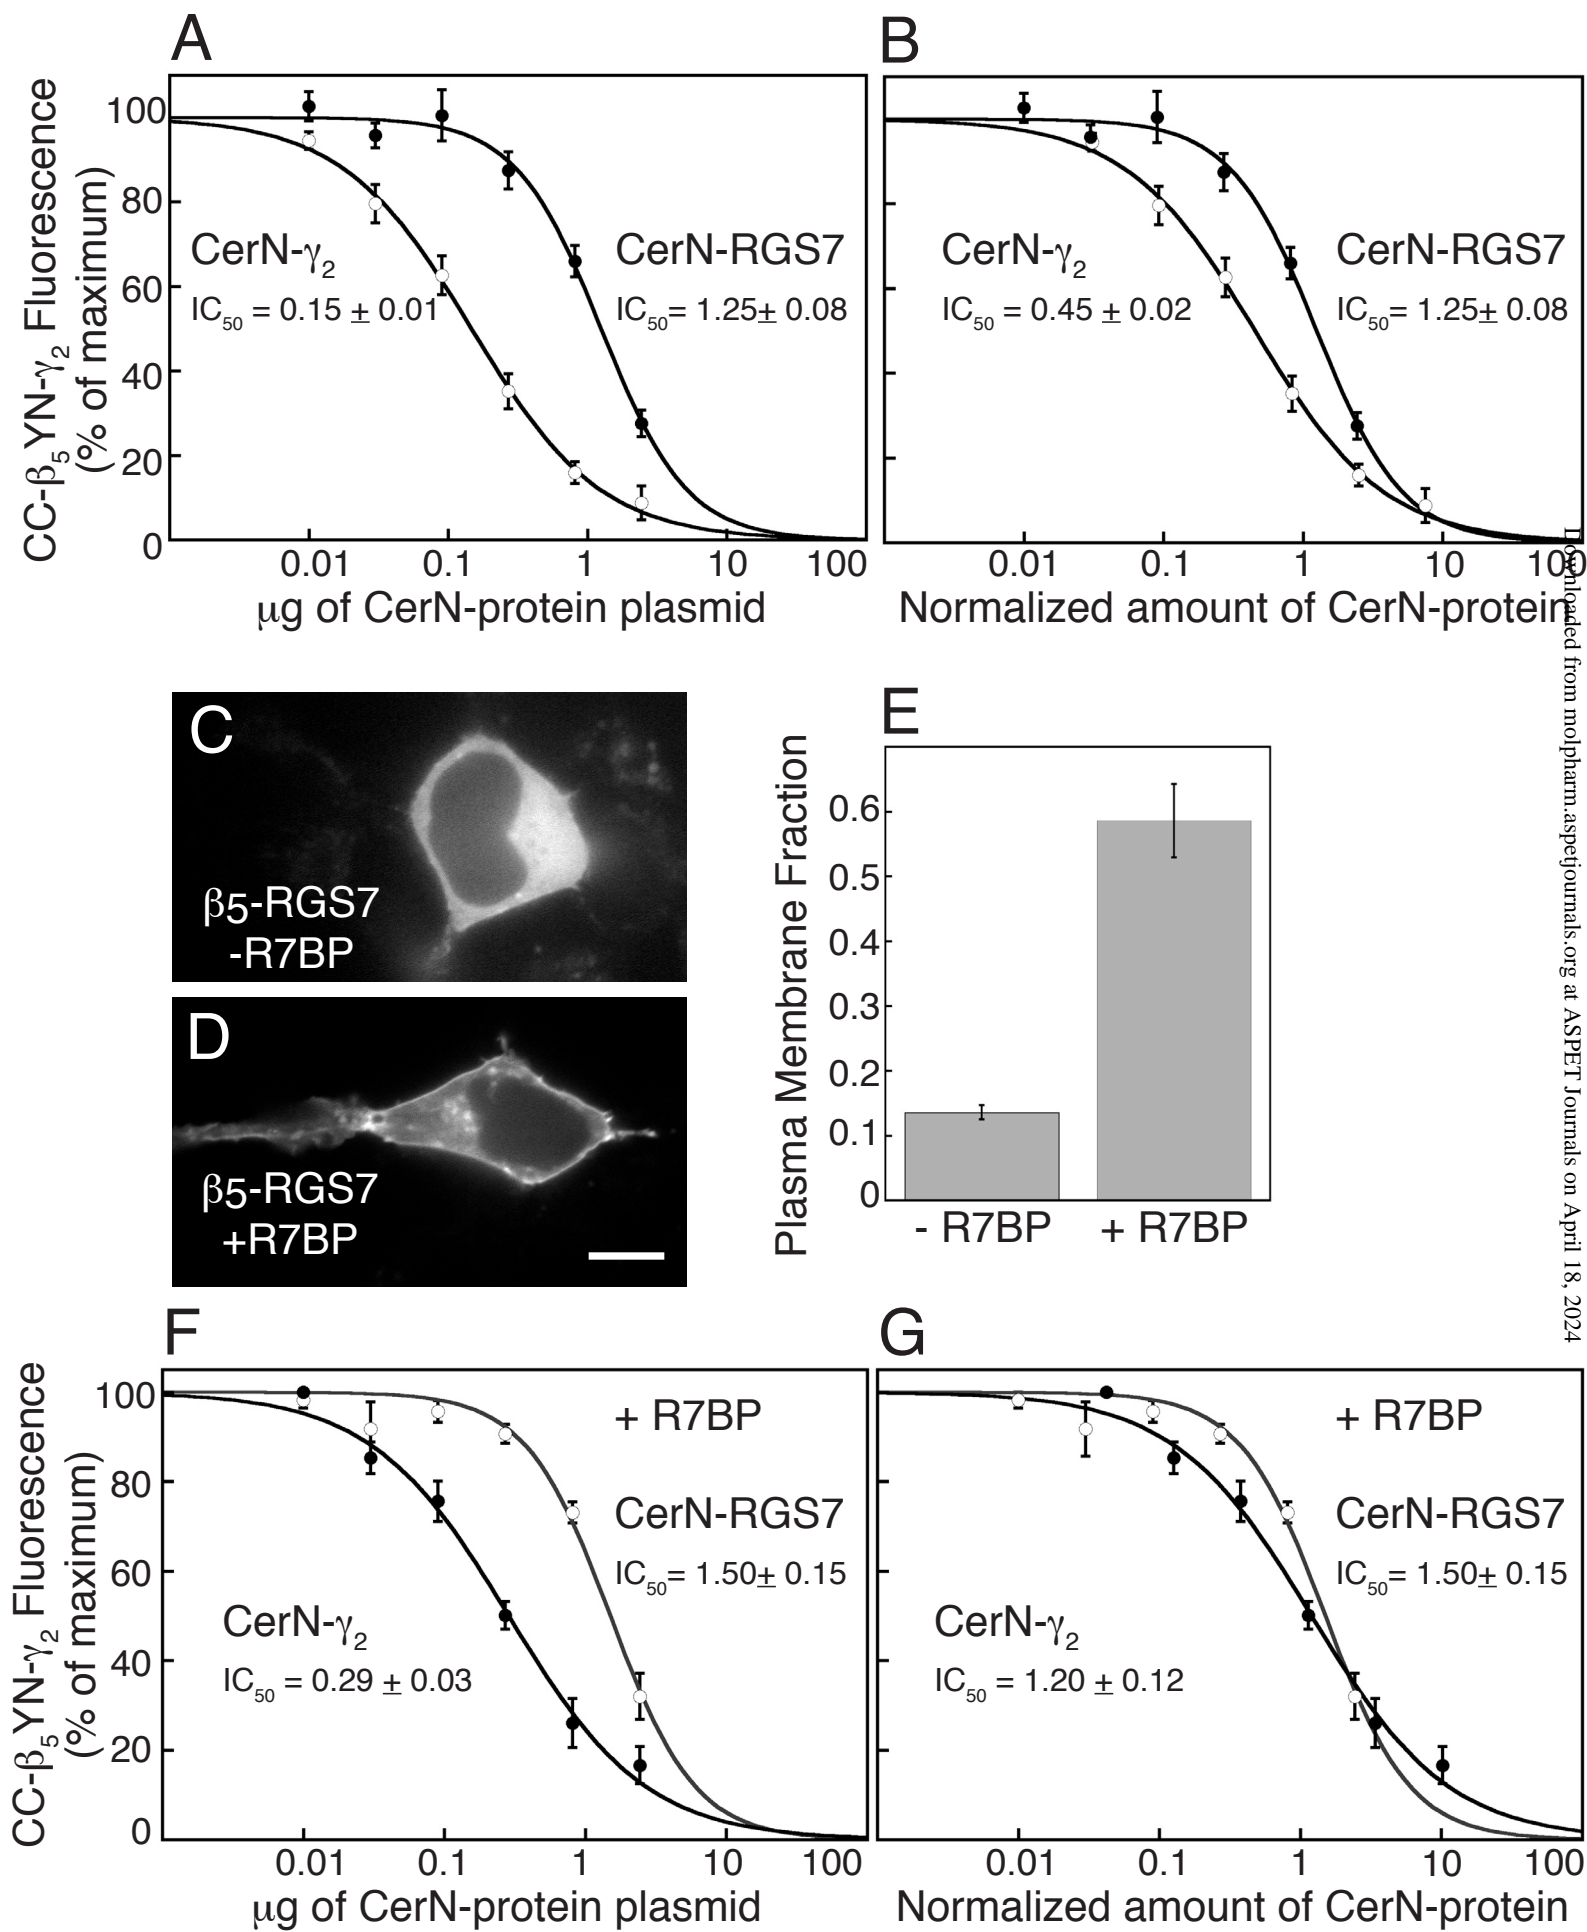 A
B
CC-β5 YN-γ2 Fluorescence
(% of maximum)
100
80
60
40
20
0
CerN-γ2
IC50 = 0.15 ± 0.01
CerN-RGS7
IC50= 1.25± 0.08
CerN-γ2
IC50 = 0.45 ± 0.02
CerN-RGS7
IC50= 1.25± 0.08
0.01 0.1 1 10 100
0.01 0.1 1 10 100
μg of CerN-protein plasmid
Normalized amount of CerN-protein
C
β5-RGS7
-R7BP
D
β5-RGS7
+R7BP
E
Plasma Membrane Fraction
0.6
0.5
0.4
0.3
0.2
0.1
0
- R7BP + R7BP
F
G
CC-β5 YN-γ2 Fluorescence
(% of maximum)
100
80
60
40
20
0
+ R7BP
CerN-RGS7
IC50= 1.50± 0.15
CerN-γ2
IC50 = 0.29 ± 0.03
+ R7BP
CerN-RGS7
IC50= 1.50± 0.15
CerN-γ2
IC50 = 1.20 ± 0.12
0.01 0.1 1 10 100
0.01 0.1 1 10 100
μg of CerN-protein plasmid
Normalized amount of CerN-protein
Downloaded from molpharm.aspetjournals.org at ASPET Journals on April 18, 2024